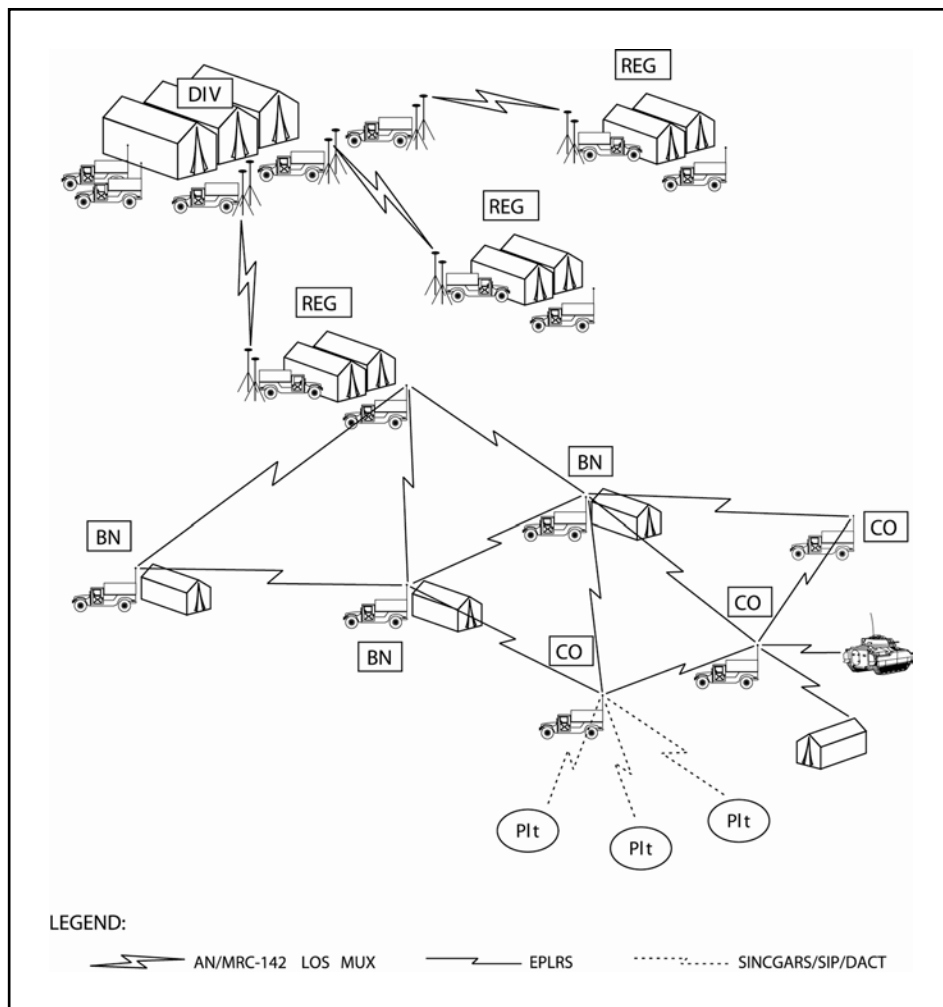 REG
DIV
REG
REG
BN
BN
CO
CO
BN
CO
Plt
Plt
Plt
LEGEND:
AN/MRC-142 LOS MUX EPLRS SINCGARS/SIP/DACT